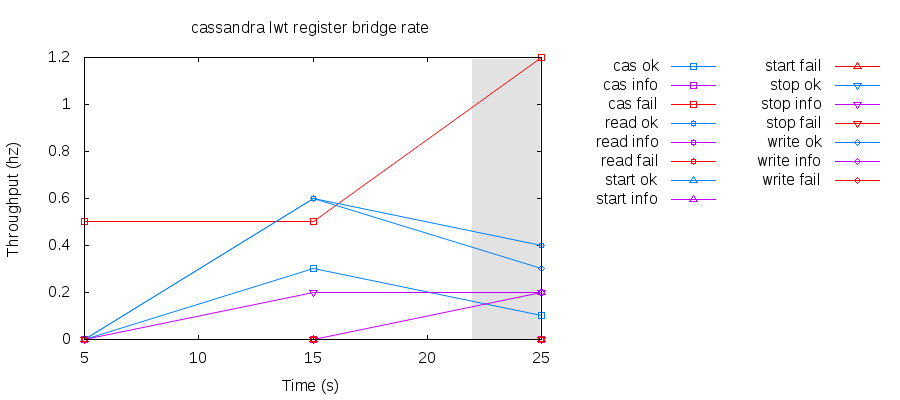 cassandra lwt register bridge rate
1.2
1
0.8
0.6
0.4
0.2
0
5
10
15
20
25
Throughput (hz)
Time (s)
cas ok
cas info
cas fail
read ok
read info
read fail
start ok
start info
start fail
stop ok
stop info
stop fail
write ok
write info
write fail